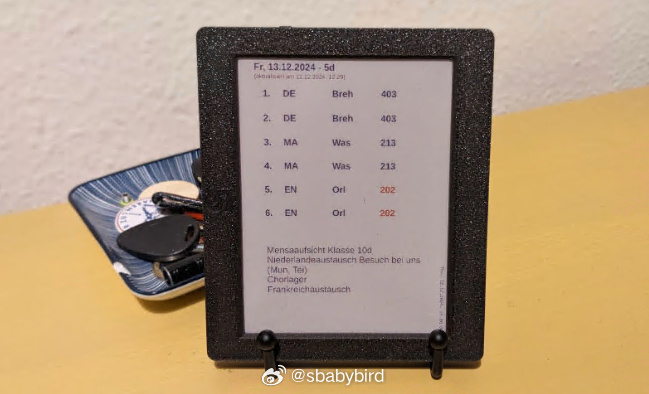 Fr, 13.12.2024 - 5d
1. DE Breh 403
2. DE Breh 403
3. MA Was 213
4. MA Was 213
5. EN Orl 202
6. EN Orl 202
Mensaaufsicht Klasse 10d
Niederlandeaustausch Besuch bei uns
(Mun, Tei)
Chorlager
Frankreichaustausch
@sbabybird